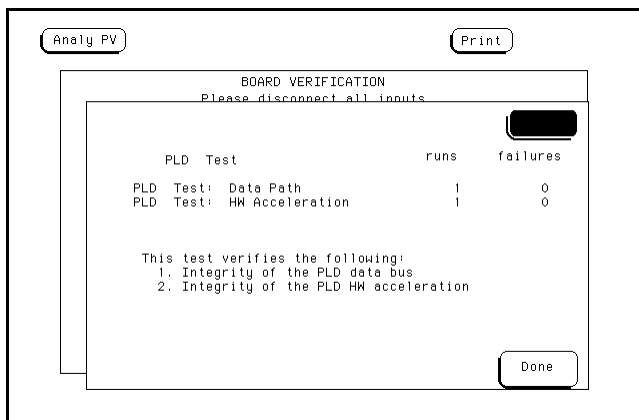 Analy PV Print
BOARD VERIFICATION
Please disconnect all inputs
PLD Test runs failures
PLD Test: Data Path 1 0
PLD Test: HW Acceleration 1 0
This test verifies the following:
1. Integrity of the PLD data bus
2. Integrity of the PLD HW acceleration
Done